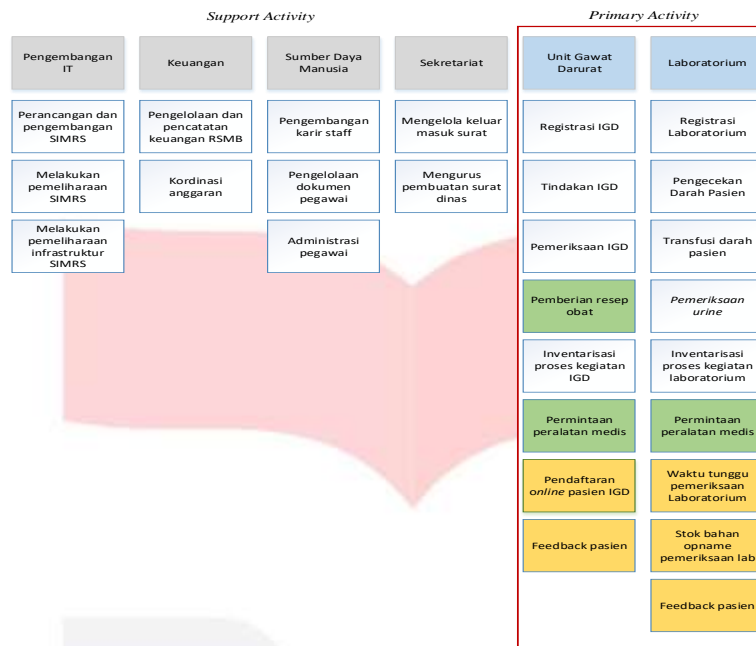 Support Activity
Primary Activity
Pengembangan
IT
Keuangan
Sumber Daya
Manusia
Sekretariat
Unit Gawat
Darurat
Laboratorium
Perancangan dan
pengembangan
SIMRS
Pengelolaan dan
pencatatan
keuangan RSMB
Pengembangan
karir staff
Mengelola keluar
masuk surat
Registrasi IGD
Registrasi
Laboratorium
Melakukan
pemeliharaan
SIMRS
Kordinasi
anggaran
Pengelolaan
dokumen
pegawai
Mengurus
pembuatan surat
dinas
Tindakan IGD
Pengecekan
Darah Pasien
Melakukan
pemeliharaan
infrastruktur
SIMRS
Administrasi
pegawai
Pemeriksaan IGD
Transfusi darah
pasien
Pemberian resep
obat
Pemeriksaan
urine
Inventarisasi
proses kegiatan
IGD
Inventarisasi
proses kegiatan
laboratorium
Permintaan
peralatan medis
Permintaan
peralatan medis
Pendaftaran
online pasien IGD
Waktu tunggu
pemeriksaan
Laboratorium
Feedback pasien
Stok bahan
opname
pemeriksaan lab
Feedback pasien